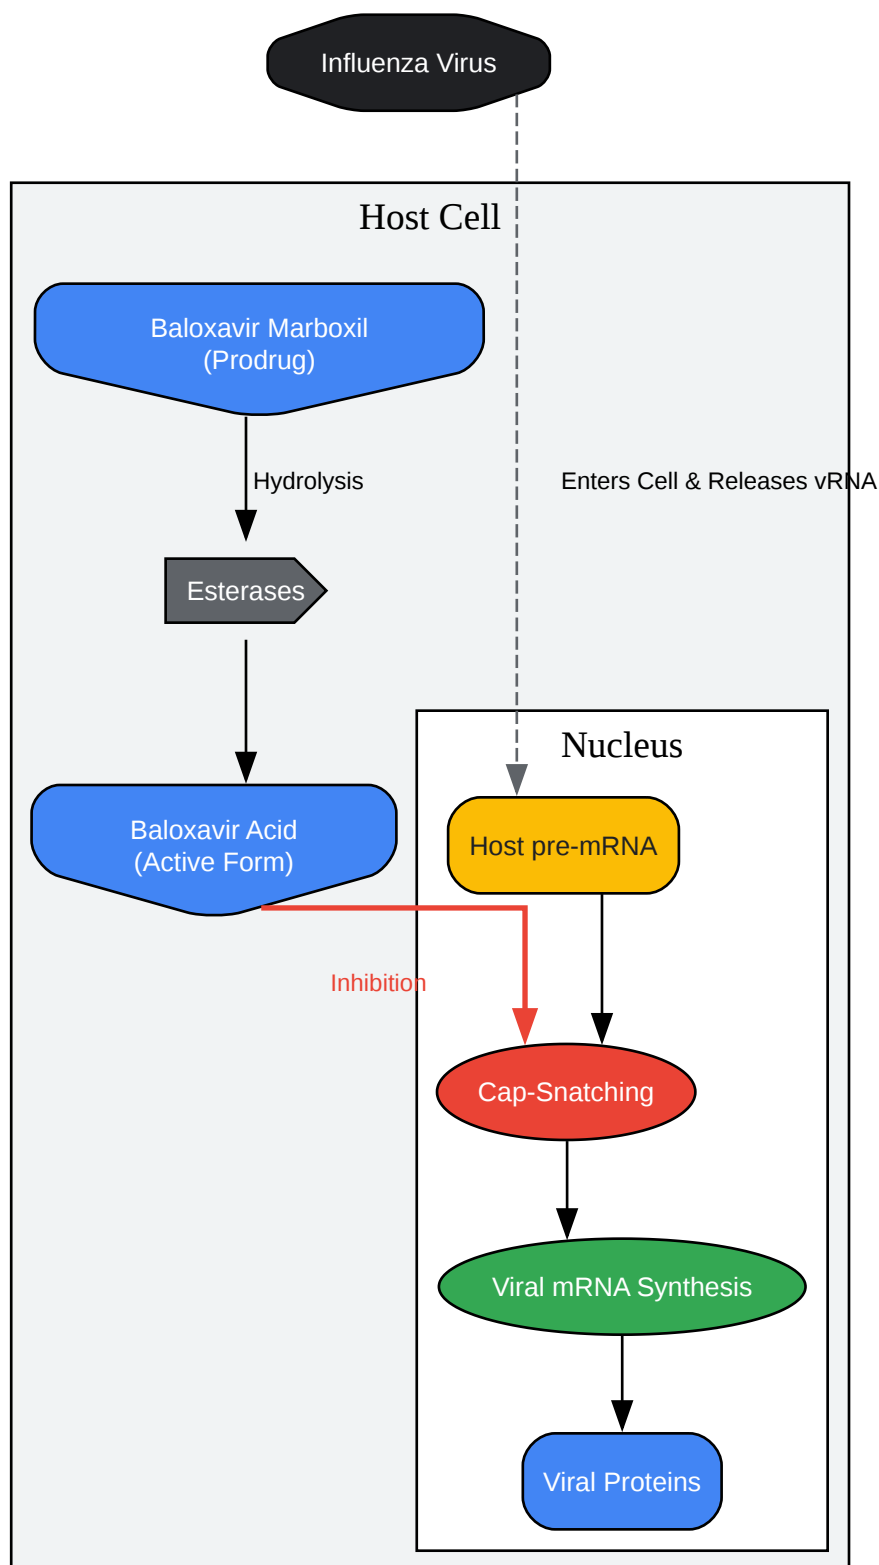 Influenza Virus
Host Cell
Baloxavir Marboxil
(Prodrug)
Hydrolysis
Enters Cell & Releases vRNA
Esterases
Nucleus
Baloxavir Acid
(Active Form)
Host pre-mRNA
Inhibition
Cap-Snatching
Viral mRNA Synthesis
Viral Proteins